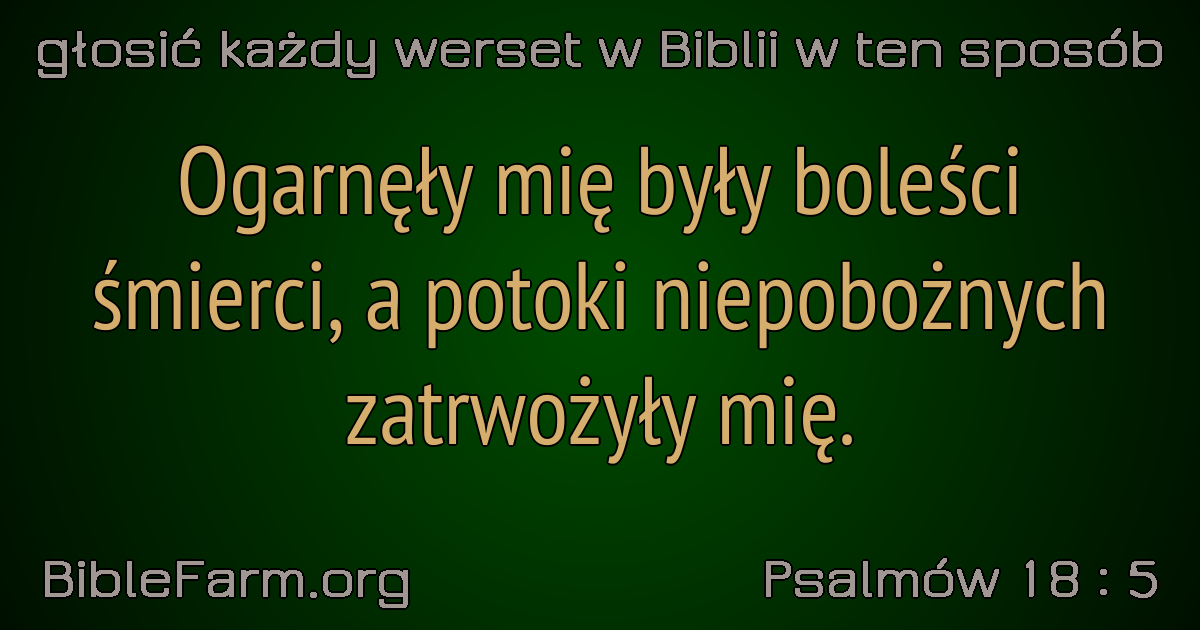 głosić każdy werset w Biblii w ten sposób
Ogarnęły mię były boleści
śmierci, a potoki niepobożnych
zatrwożyły mię.
BibleFarm.org
Psalmów 18 : 5